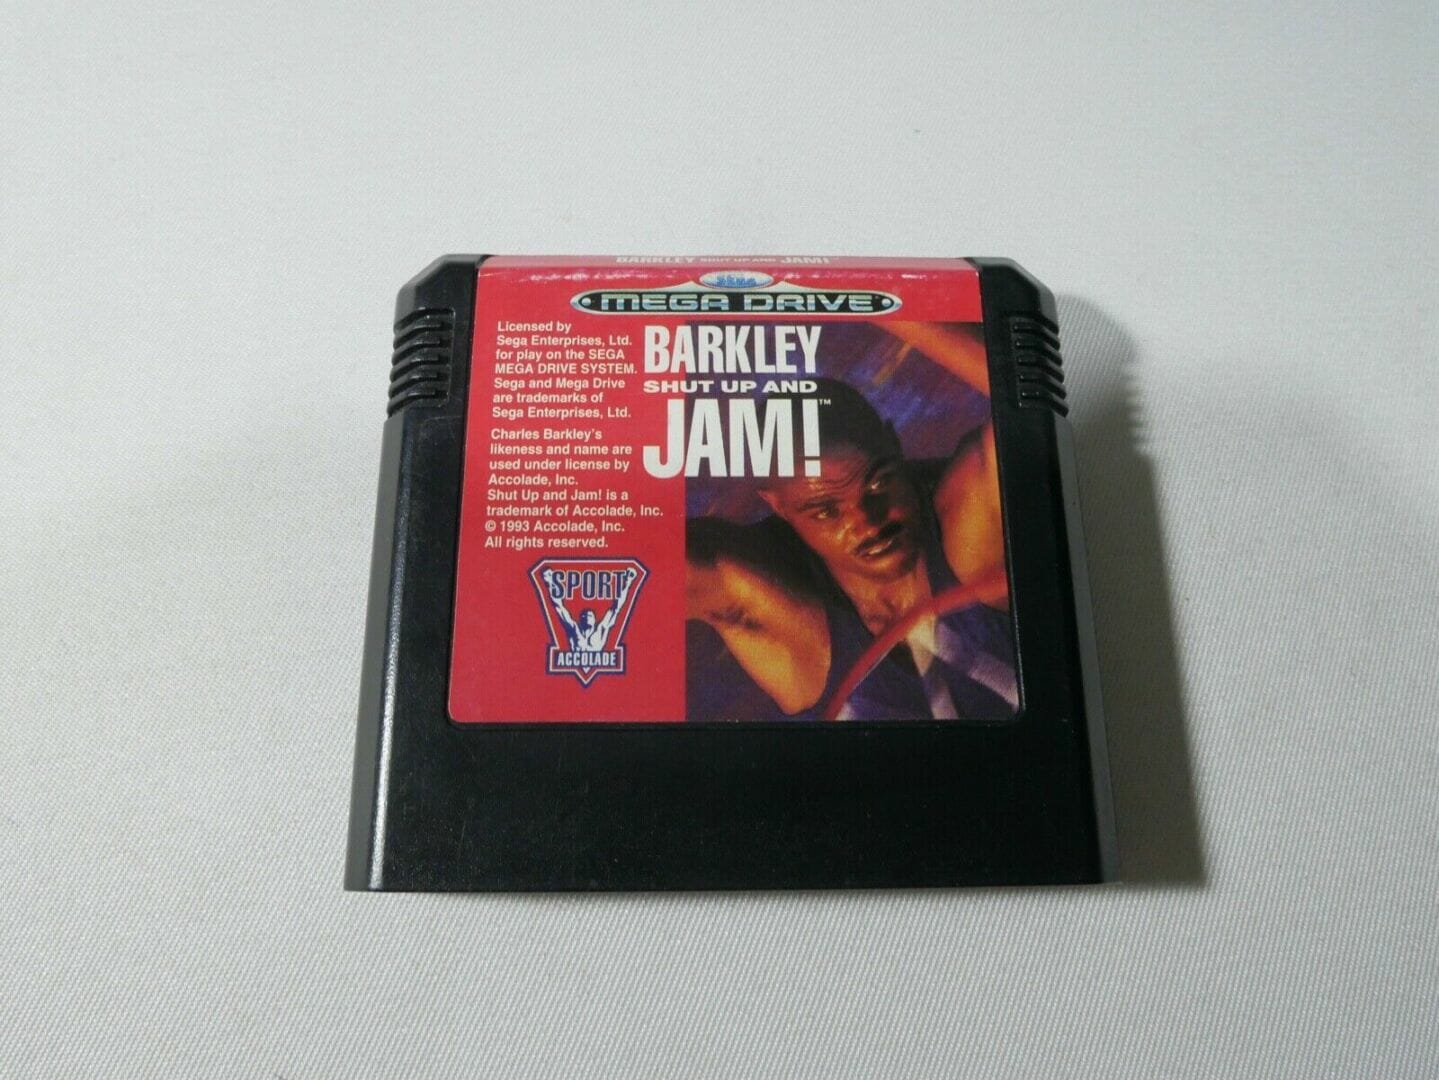 BARKLEY SHUT UP AND JAM!™
SEGA
MEGA DRIVE
Licensed by
Sega Enterprises, Ltd.
for play on the SEGA
MEGA DRIVE SYSTEM.
Sega and Mega Drive
are trademarks of
Sega Enterprises, Ltd.
Charles Barkley's
likeness and name are
used under license by
Accolade, Inc.
Shut Up and Jam! is a
trademark of Accolade, Inc.
© 1993 Accolade, Inc.
All rights reserved.
BARKLEY
SHUT UP AND
JAM!™
SPORT
ACCOLADE